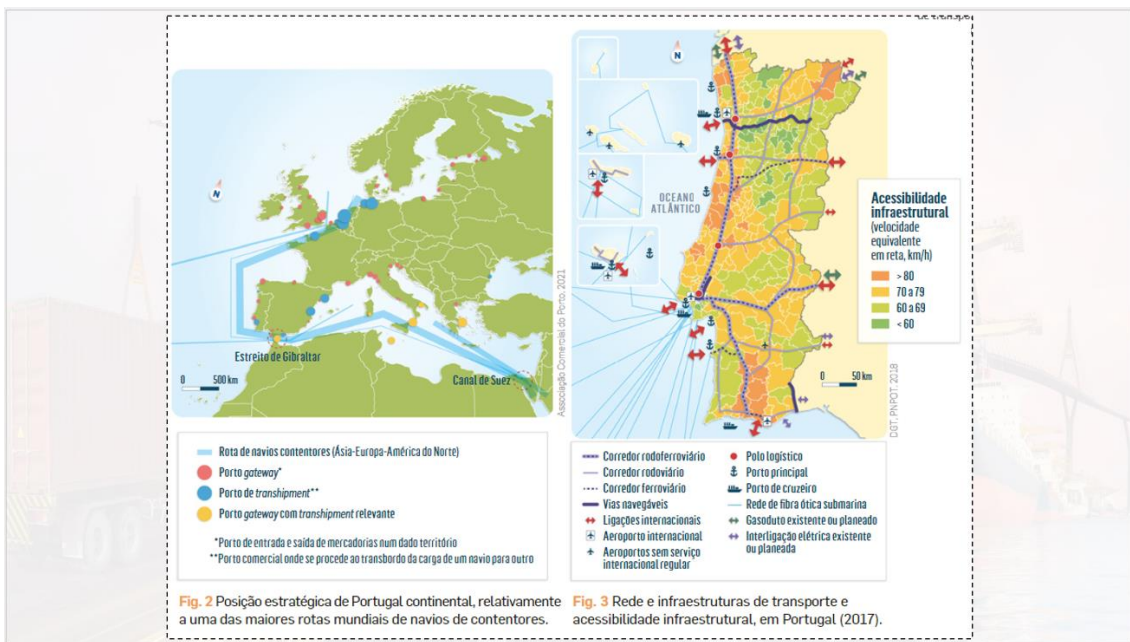 de transpo
N
Estreito de Gibraltar
Canal de Suez
0 500 km
Associação Comercial do Porto, 2021
Rota de navios contentores (Ásia-Europa-América do Norte)
Porto gateway*
Porto de transhipment**
Porto gateway com transhipment relevante
*Porto de entrada e saída de mercadorias num dado território
**Porto comercial onde se procede ao transbordo da carga de um navio para outro
Fig. 2 Posição estratégica de Portugal continental, relativamente
a uma das maiores rotas mundiais de navios de contentores.
N
OCEANO
ATLÂNTICO
0 50 km
DGT, PNPOT, 2018
Acessibilidade
infraestrutural
(velocidade
equivalente
em reta, km/h)
> 80
70 a 79
60 a 69
< 60
Corredor rodoferroviário
Corredor rodoviário
Corredor ferroviário
Vias navegáveis
Ligações internacionais
Aeroporto internacional
Aeroportos sem serviço
internacional regular
Polo logístico
Porto principal
Porto de cruzeiro
Rede de fibra ótica submarina
Gasoduto existente ou planeado
Interligação elétrica existente
ou planeada
Fig. 3 Rede e infraestruturas de transporte e
acessibilidade infraestrutural, em Portugal (2017).